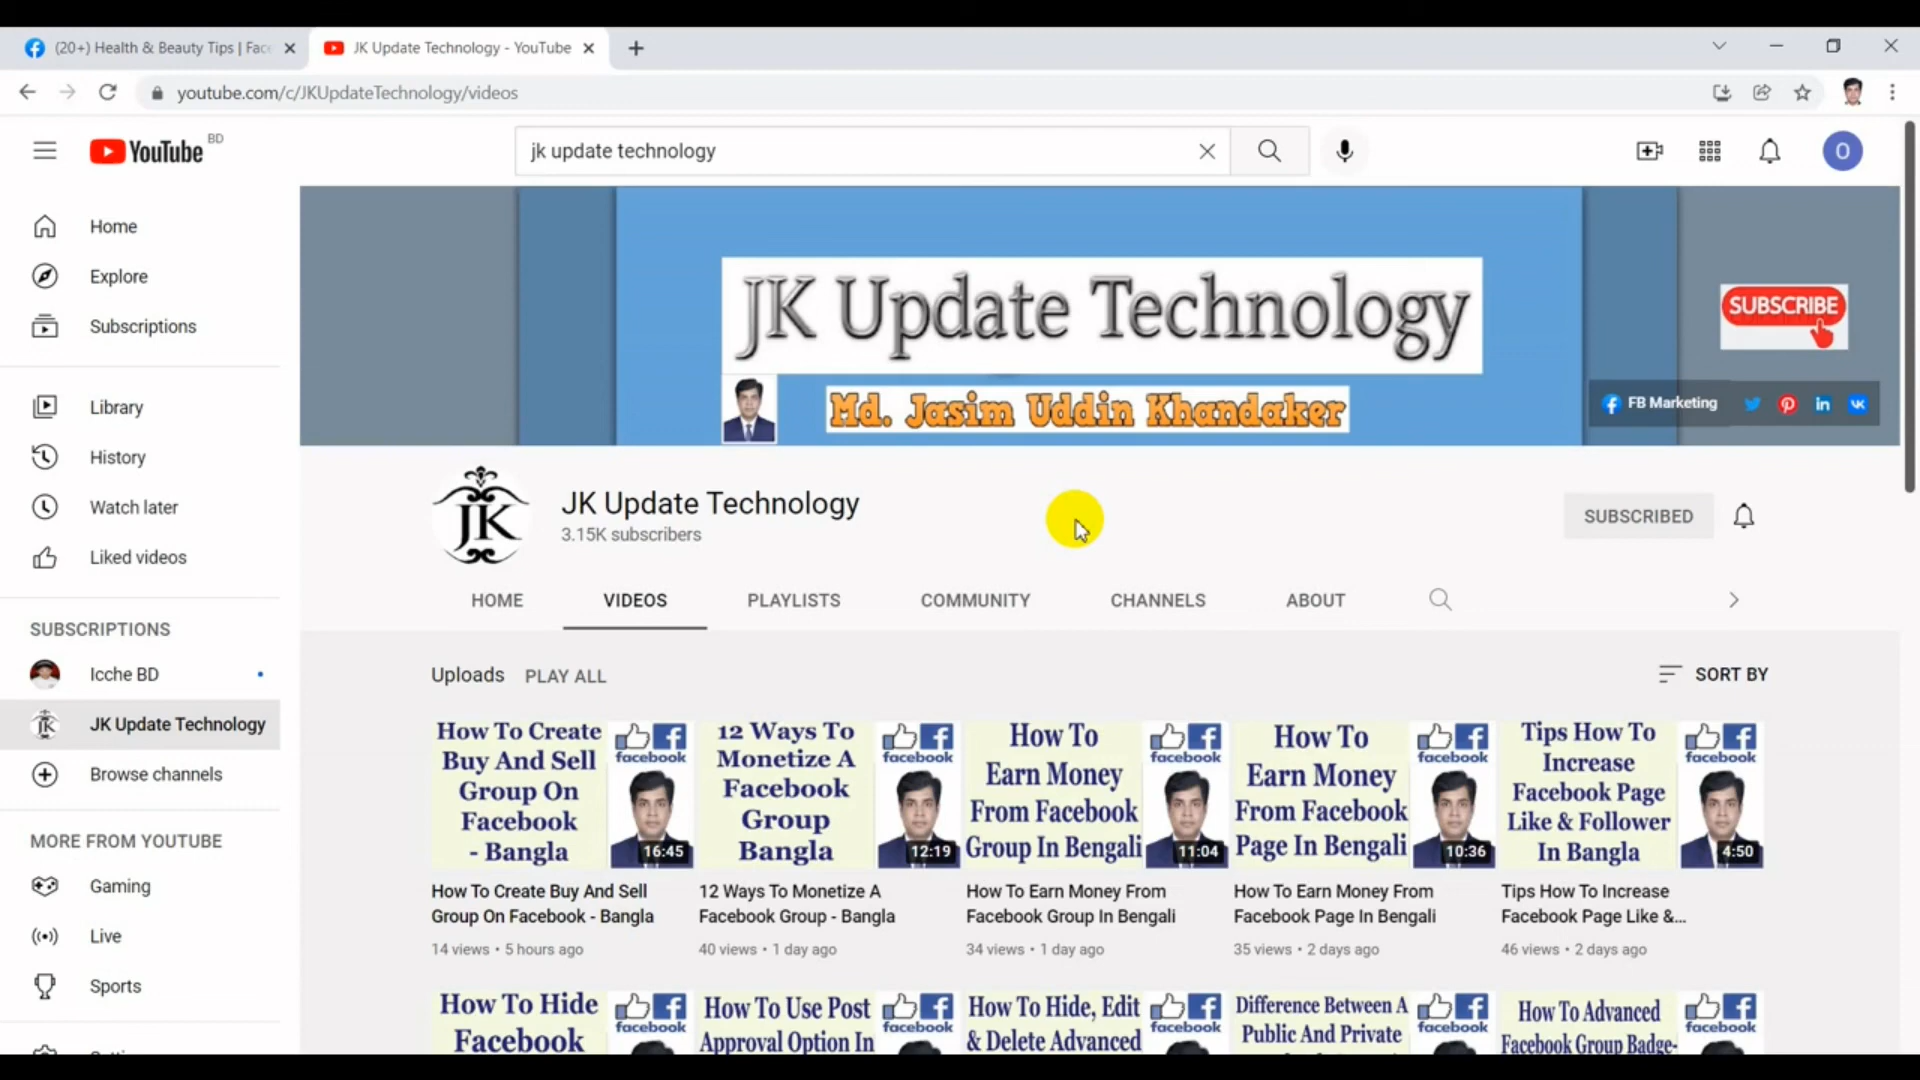 (20+) Health & Beauty Tips | Fac
JK Update Technology - YouTube
youtube.com/c/JKUpdateTechnology/videos
YouTube BD
jk update technology
O
Home
Explore
Subscriptions
Library
History
Watch later
Liked videos
SUBSCRIPTIONS
Icche BD
JK Update Technology
Browse channels
MORE FROM YOUTUBE
Gaming
Live
Sports
JK Update Technology
Md. Jasim Uddin Khandaker
SUBSCRIBE
FB Marketing
JK
JK Update Technology
3.15K subscribers
SUBSCRIBED
HOME VIDEOS PLAYLISTS COMMUNITY CHANNELS ABOUT
Uploads PLAY ALL
SORT BY
How To Create
Buy And Sell
Group On
Facebook
- Bangla
facebook
16:45
How To Create Buy And Sell
Group On Facebook - Bangla
14 views • 5 hours ago
12 Ways To
Monetize A
Facebook
Group
Bangla
facebook
12:19
12 Ways To Monetize A
Facebook Group - Bangla
40 views • 1 day ago
How To
Earn Money
From Facebook
Group In Bengali
facebook
11:04
How To Earn Money From
Facebook Group In Bengali
34 views • 1 day ago
How To
Earn Money
From Facebook
Page In Bengali
facebook
10:36
How To Earn Money From
Facebook Page In Bengali
35 views • 2 days ago
Tips How To
Increase
Facebook Page
Like & Follower
In Bangla
facebook
4:50
Tips How To Increase
Facebook Page Like &...
46 views • 2 days ago
How To Hide
Facebook
facebook
How To Use Post
Approval Option In
facebook
How To Hide, Edit
& Delete Advanced
facebook
Difference Between A
Public And Private
facebook
How To Advanced
Facebook Group Badge-
facebook